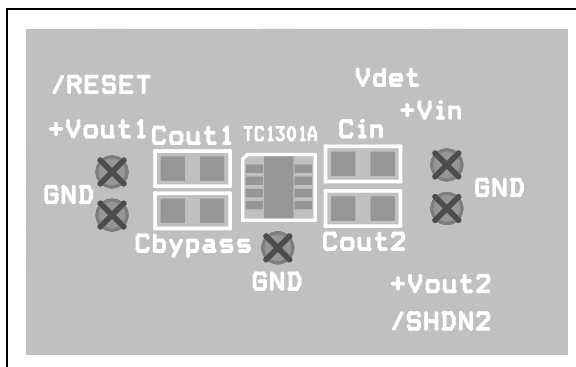 /RESET
Vdet
+Vin
+Vout1
Cout1
TC1301A
Cin
GND
GND
Cbypass
Cout2
GND
+Vout2
/SHDN2